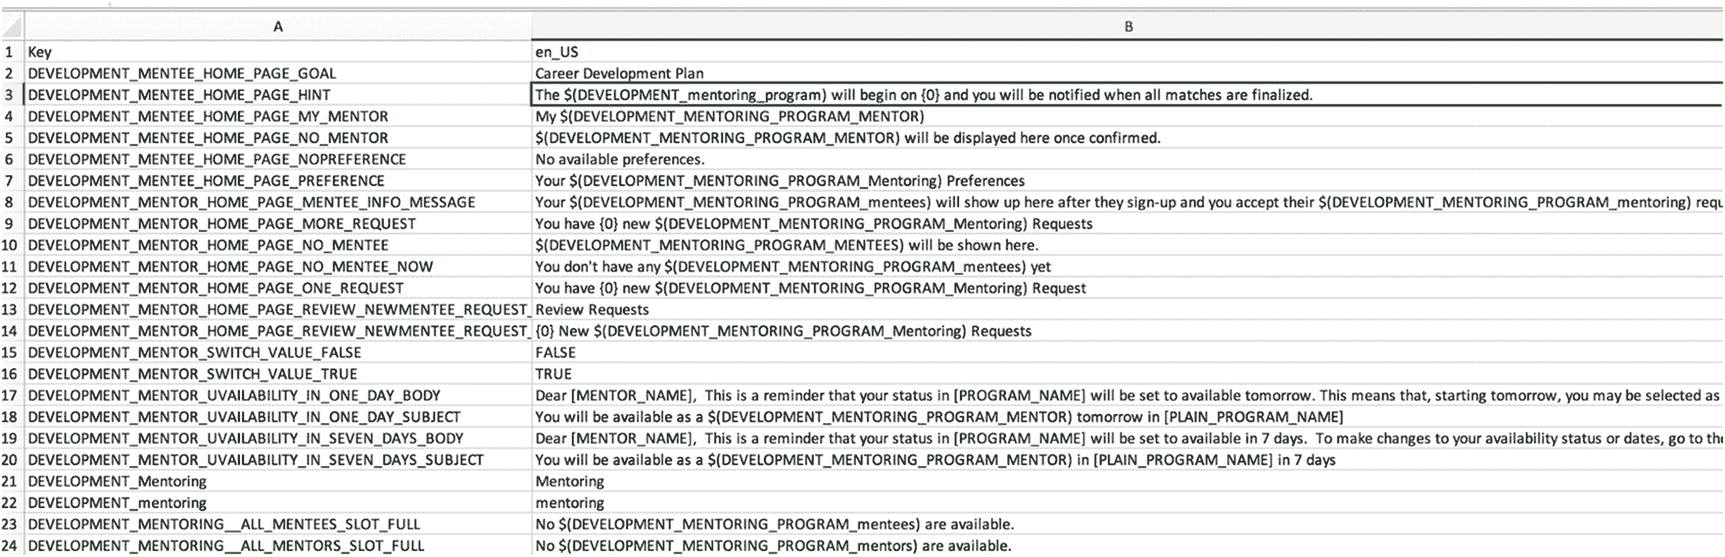 A B
1 Key en_US
2 DEVELOPMENT_MENTEE_HOME_PAGE_GOAL Career Development Plan
3 DEVELOPMENT_MENTEE_HOME_PAGE_HINT The $(DEVELOPMENT_mentoring_program) will begin on {0} and you will be notified when all matches are finalized.
4 DEVELOPMENT_MENTEE_HOME_PAGE_MY_MENTOR My $(DEVELOPMENT_MENTORING_PROGRAM_MENTOR)
5 DEVELOPMENT_MENTEE_HOME_PAGE_NO_MENTOR $(DEVELOPMENT_MENTORING_PROGRAM_MENTOR) will be displayed here once confirmed.
6 DEVELOPMENT_MENTEE_HOME_PAGE_NOPREFERENCE No available preferences.
7 DEVELOPMENT_MENTEE_HOME_PAGE_PREFERENCE Your $(DEVELOPMENT_MENTORING_PROGRAM_Mentoring) Preferences
8 DEVELOPMENT_MENTOR_HOME_PAGE_MENTEE_INFO_MESSAGE Your $(DEVELOPMENT_MENTORING_PROGRAM_mentees) will show up here after they sign-up and you accept their $(DEVELOPMENT_MENTORING_PROGRAM_mentoring) requ
9 DEVELOPMENT_MENTOR_HOME_PAGE_MORE_REQUEST You have {0} new $(DEVELOPMENT_MENTORING_PROGRAM_Mentoring) Requests
10 DEVELOPMENT_MENTOR_HOME_PAGE_NO_MENTEE $(DEVELOPMENT_MENTORING_PROGRAM_MENTEES) will be shown here.
11 DEVELOPMENT_MENTOR_HOME_PAGE_NO_MENTEE_NOW You don't have any $(DEVELOPMENT_MENTORING_PROGRAM_mentees) yet
12 DEVELOPMENT_MENTOR_HOME_PAGE_ONE_REQUEST You have {0} new $(DEVELOPMENT_MENTORING_PROGRAM_Mentoring) Request
13 DEVELOPMENT_MENTOR_HOME_PAGE_REVIEW_NEWMENTEE_REQUEST_ Review Requests
14 DEVELOPMENT_MENTOR_HOME_PAGE_REVIEW_NEWMENTEE_REQUEST_ {0} New $(DEVELOPMENT_MENTORING_PROGRAM_Mentoring) Requests
15 DEVELOPMENT_MENTOR_SWITCH_VALUE_FALSE FALSE
16 DEVELOPMENT_MENTOR_SWITCH_VALUE_TRUE TRUE
17 DEVELOPMENT_MENTOR_UVAILABILITY_IN_ONE_DAY_BODY Dear [MENTOR_NAME], This is a reminder that your status in [PROGRAM_NAME] will be set to available tomorrow. This means that, starting tomorrow, you may be selected as
18 DEVELOPMENT_MENTOR_UVAILABILITY_IN_ONE_DAY_SUBJECT You will be available as a $(DEVELOPMENT_MENTORING_PROGRAM_MENTOR) tomorrow in [PLAIN_PROGRAM_NAME]
19 DEVELOPMENT_MENTOR_UVAILABILITY_IN_SEVEN_DAYS_BODY Dear [MENTOR_NAME], This is a reminder that your status in [PROGRAM_NAME] will be set to available in 7 days. To make changes to your availability status or dates, go to the
20 DEVELOPMENT_MENTOR_UVAILABILITY_IN_SEVEN_DAYS_SUBJECT You will be available as a $(DEVELOPMENT_MENTORING_PROGRAM_MENTOR) in [PLAIN_PROGRAM_NAME] in 7 days
21 DEVELOPMENT_Mentoring Mentoring
22 DEVELOPMENT_mentoring mentoring
23 DEVELOPMENT_MENTORING__ALL_MENTEES_SLOT_FULL No $(DEVELOPMENT_MENTORING_PROGRAM_mentees) are available.
24 DEVELOPMENT_MENTORING__ALL_MENTORS_SLOT_FULL No $(DEVELOPMENT_MENTORING_PROGRAM_mentors) are available.